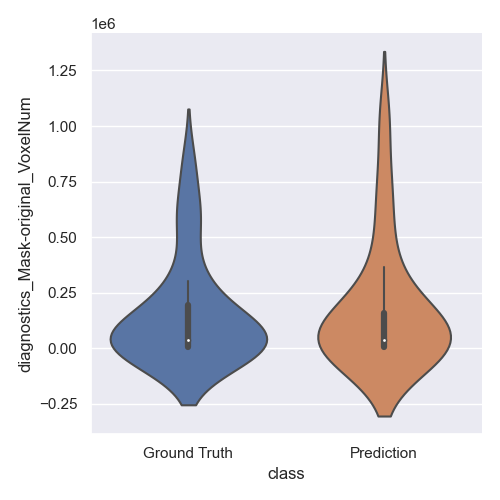 1e6
1.25
1.00
0.75
0.50
0.25
0.00
−0.25
diagnostics_Mask-original_VoxelNum
Ground Truth
Prediction
class